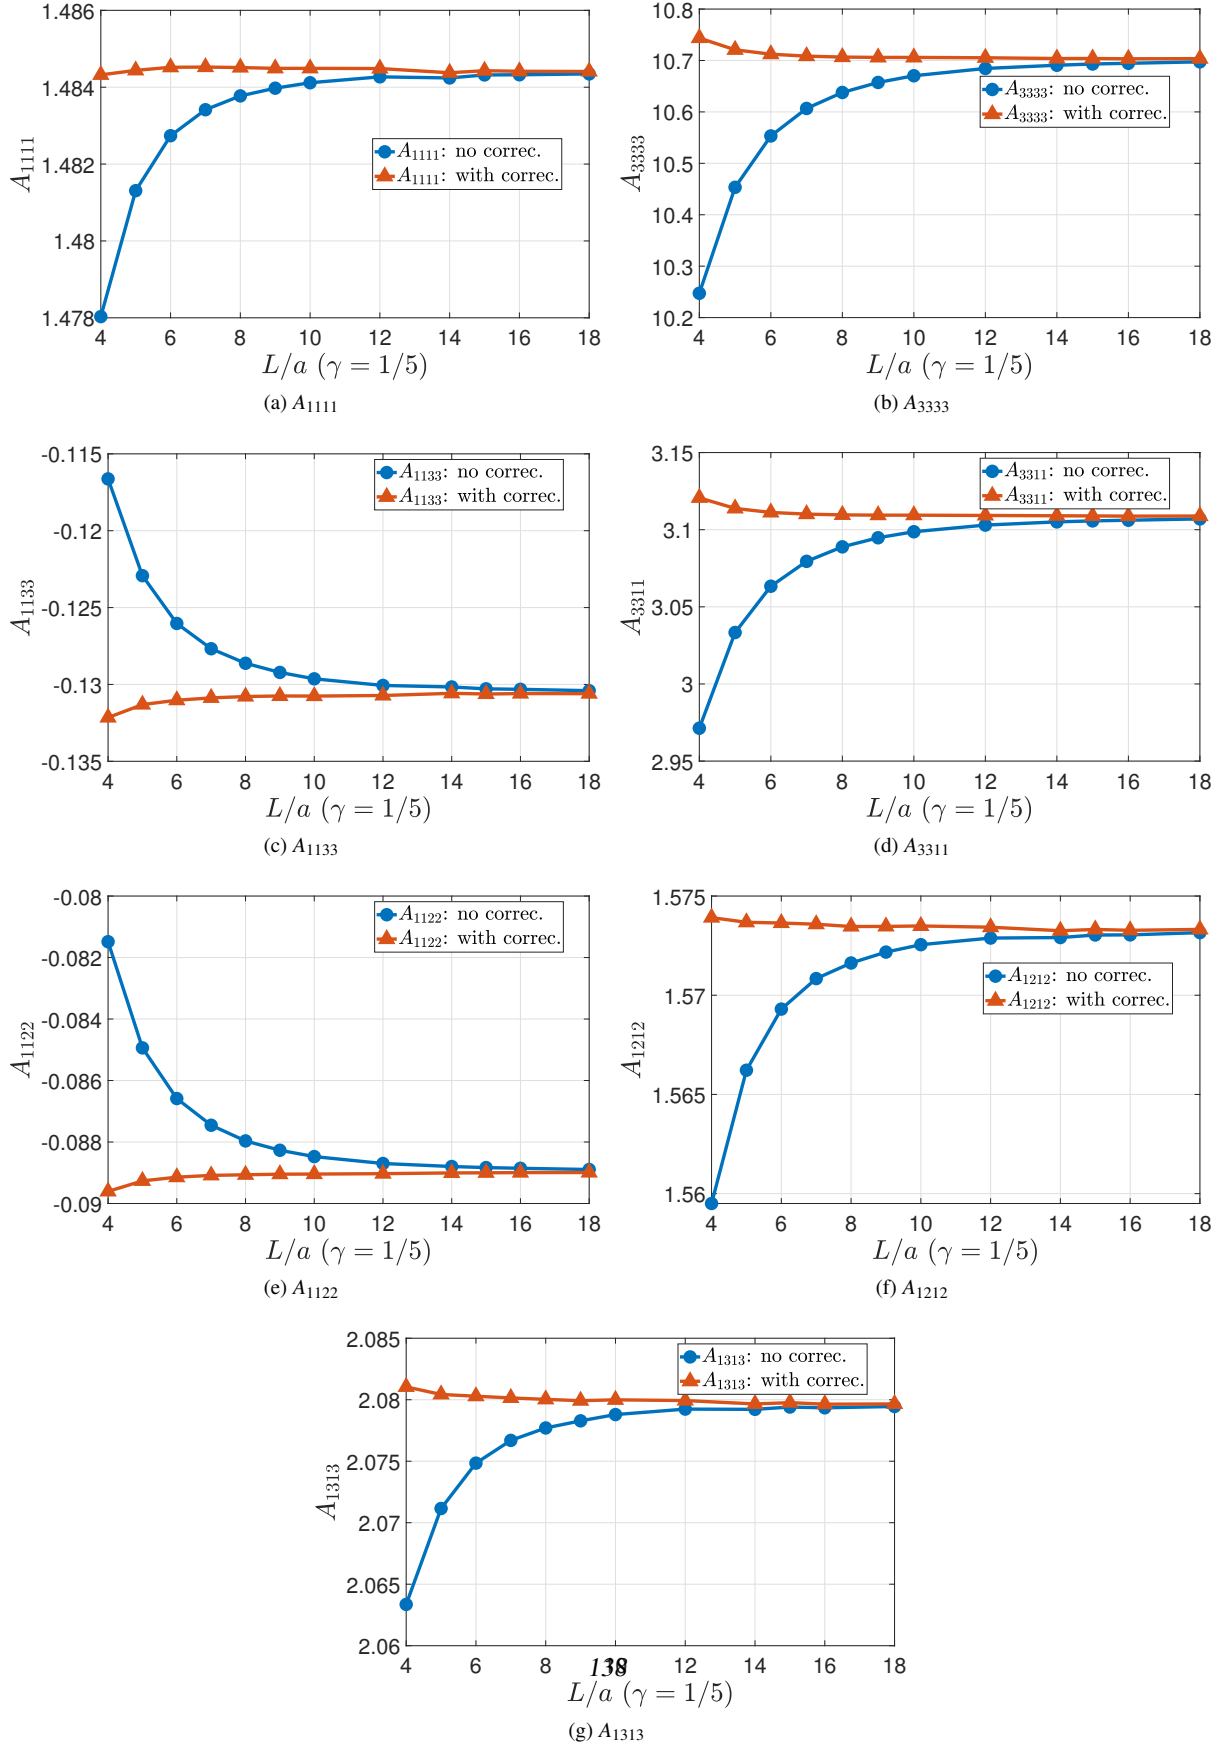 1.486
1.484
1.482
1.48
1.478
A1111
A1111: no correc.
A1111: with correc.
4 6 8 10 12 14 16 18
L/a (γ = 1/5)
(a) A1111
10.8
10.7
10.6
10.5
10.4
10.3
10.2
A3333
A3333: no correc.
A3333: with correc.
4 6 8 10 12 14 16 18
L/a (γ = 1/5)
(b) A3333
-0.115
-0.12
-0.125
-0.13
-0.135
A1133
A1133: no correc.
A1133: with correc.
4 6 8 10 12 14 16 18
L/a (γ = 1/5)
(c) A1133
3.15
3.1
3.05
3
2.95
A3311
A3311: no correc.
A3311: with correc.
4 6 8 10 12 14 16 18
L/a (γ = 1/5)
(d) A3311
-0.08
-0.082
-0.084
-0.086
-0.088
-0.09
A1122
A1122: no correc.
A1122: with correc.
4 6 8 10 12 14 16 18
L/a (γ = 1/5)
(e) A1122
1.575
1.57
1.565
1.56
A1212
A1212: no correc.
A1212: with correc.
4 6 8 10 12 14 16 18
L/a (γ = 1/5)
(f) A1212
2.085
2.08
2.075
2.07
2.065
2.06
A1313
A1313: no correc.
A1313: with correc.
4 6 8 10 12 14 16 18
138
L/a (γ = 1/5)
(g) A1313